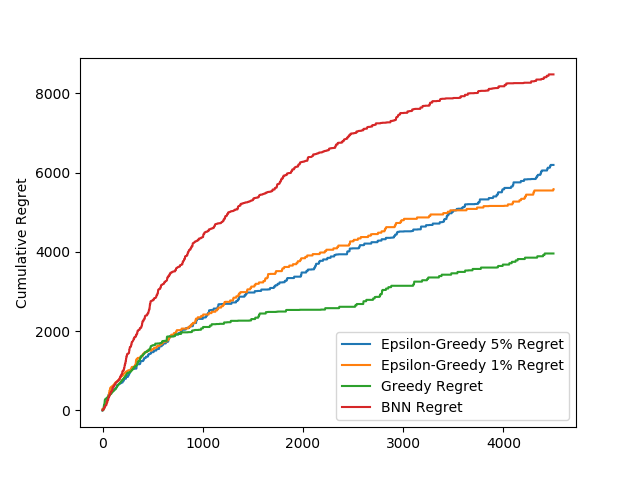 8000
6000
4000
2000
0
Cumulative Regret
Epsilon-Greedy 5% Regret
Epsilon-Greedy 1% Regret
Greedy Regret
BNN Regret
0 1000 2000 3000 4000